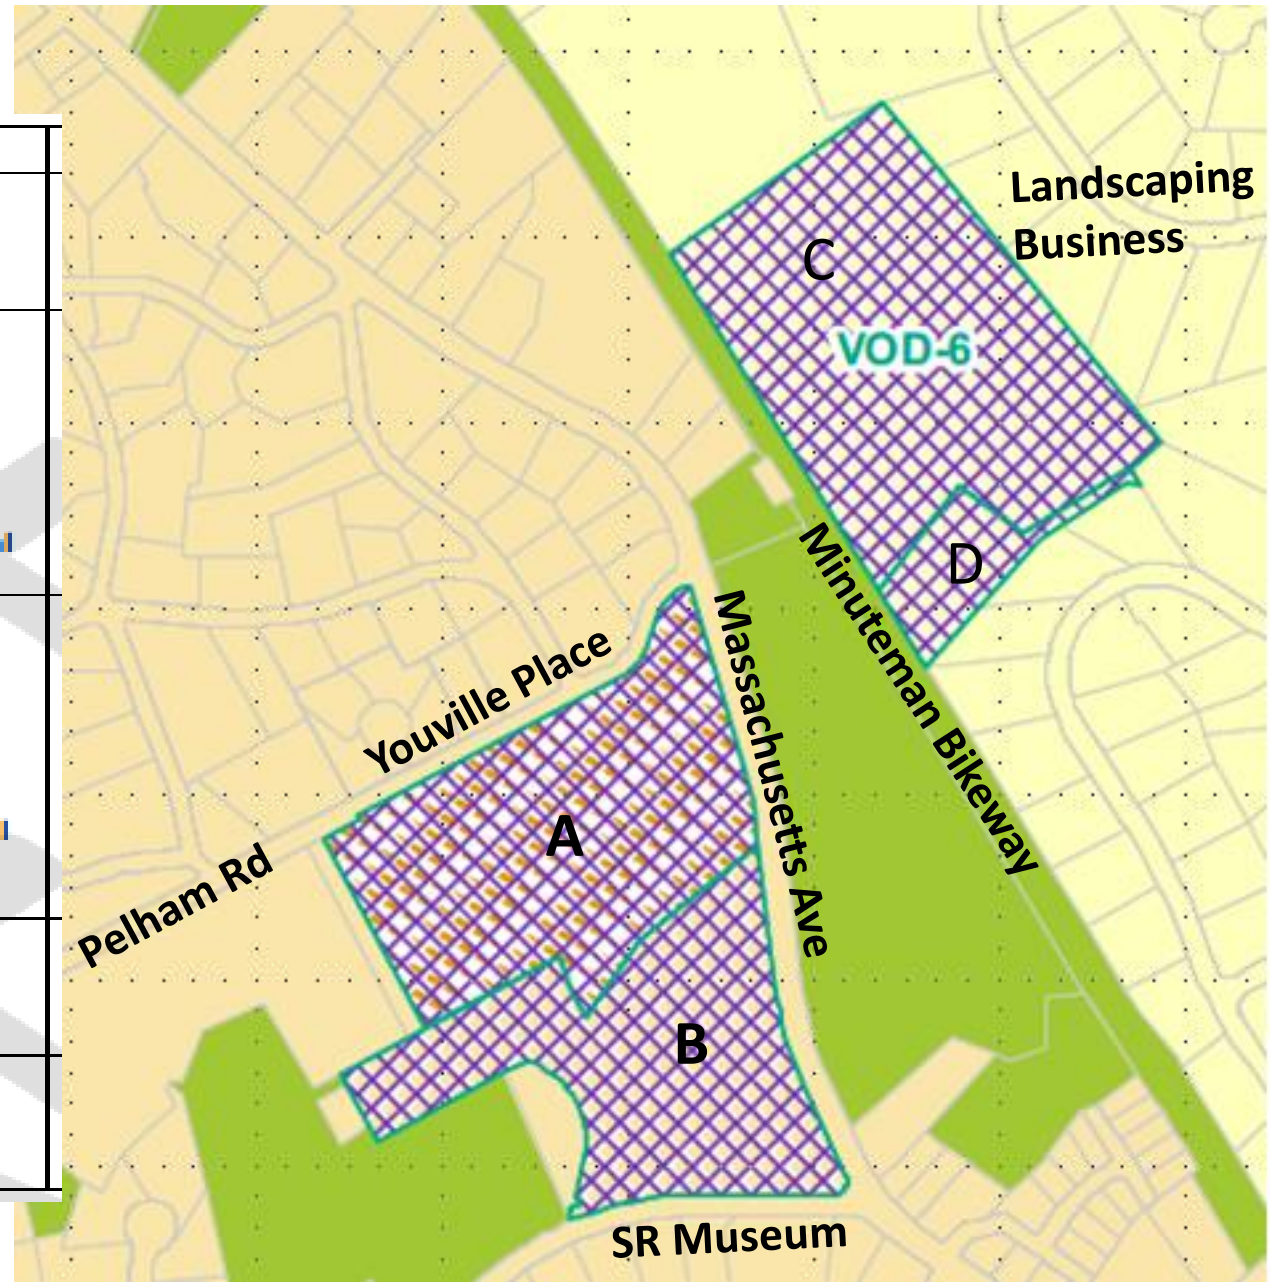 Landscaping
Business
C
VOD-6
D
Minuteman Bikeway
Massachusetts Ave
Youville Place
A
Pelham Rd
B
SR Museum